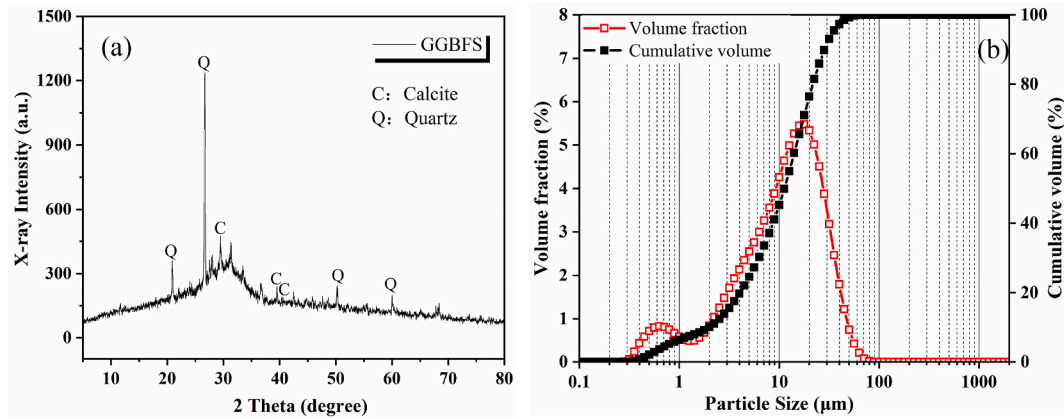 (a)
GGBFS
C：Calcite
Q：Quartz
Q
Q
C
C
C
Q
Q
1500
1200
900
600
300
0
X-ray Intensity (a.u.)
10 20 30 40 50 60 70 80
2 Theta (degree)
(b)
Volume fraction
Cumulative volume
8
7
6
5
4
3
2
1
0
Volume fraction (%)
100
80
60
40
20
0
Cumulative volume (%)
0.1 1 10 100 1000
Particle Size (μm)